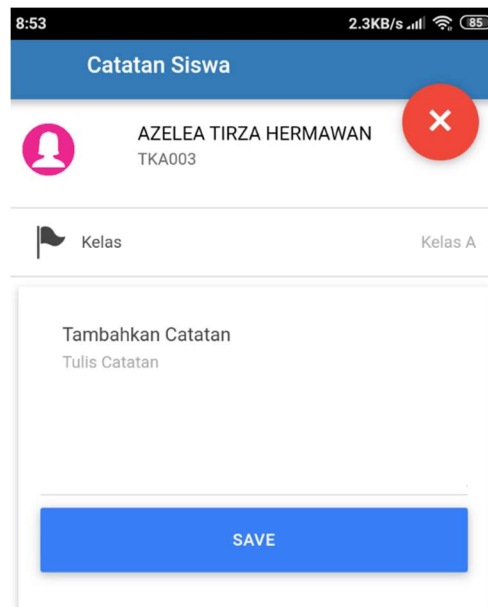 8:53 2.3KB/s 85
Catatan Siswa
AZELEA TIRZA HERMAWAN
TKA003
Kelas Kelas A
Tambahkan Catatan
Tulis Catatan
SAVE